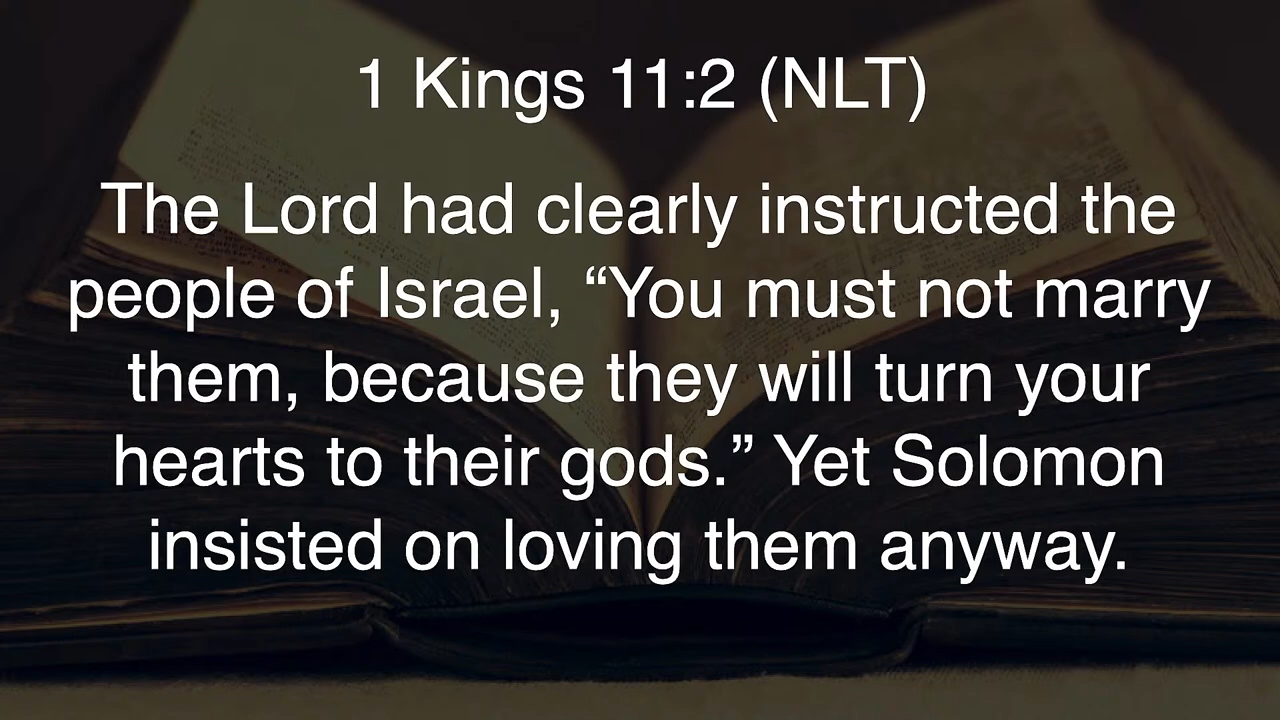 1 Kings 11:2 (NLT)
The Lord had clearly instructed the
people of Israel, “You must not marry
them, because they will turn your
hearts to their gods.” Yet Solomon
insisted on loving them anyway.